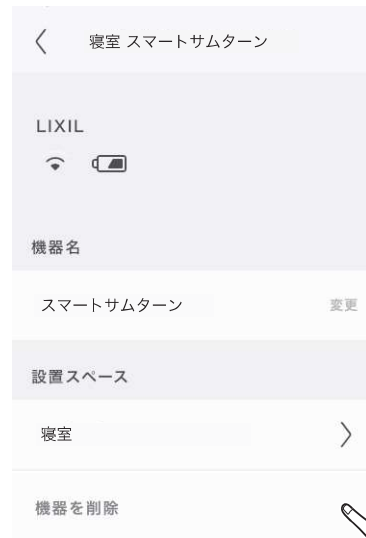 寝室 スマートサムターン
LIXIL
機器名
スマートサムターン 変更
設置スペース
寝室
機器を削除